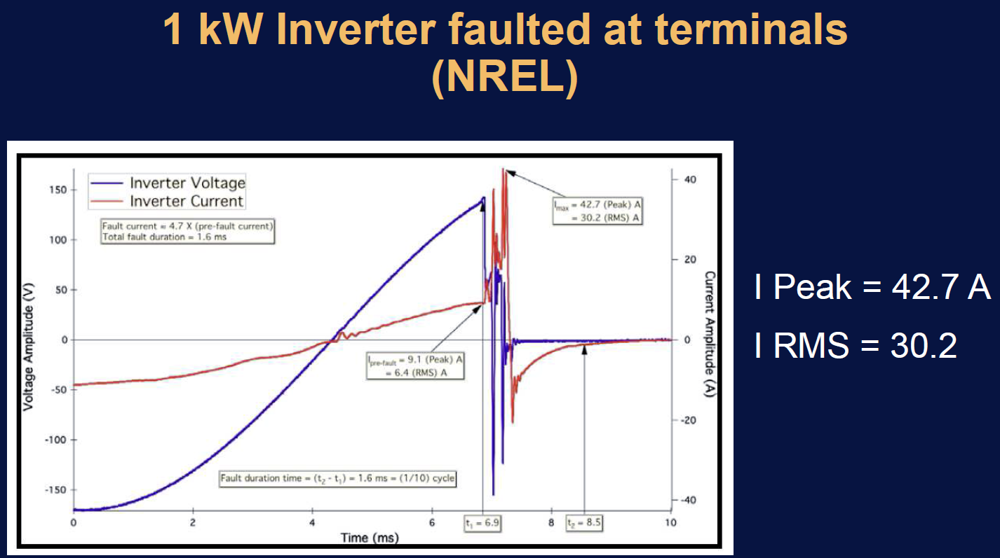 1 kW Inverter faulted at terminals
(NREL)
Inverter Voltage
Inverter Current
Fault current = 4.7 X (pre-fault current)
Total fault duration = 1.6 ms
Imax = 42.7 (Peak) A
= 30.2 (RMS) A
Ipre-fault = 9.1 (Peak) A
= 6.4 (RMS) A
Fault duration time = (t2 - t1) = 1.6 ms = (1/10) cycle
Voltage Amplitude (V)
150
100
50
0
-50
-100
-150
Current Amplitude (A)
40
20
0
-20
-40
0
2
4
6
t1 = 6.9
8
t2 = 8.5
10
Time (ms)
I Peak = 42.7 A
I RMS = 30.2